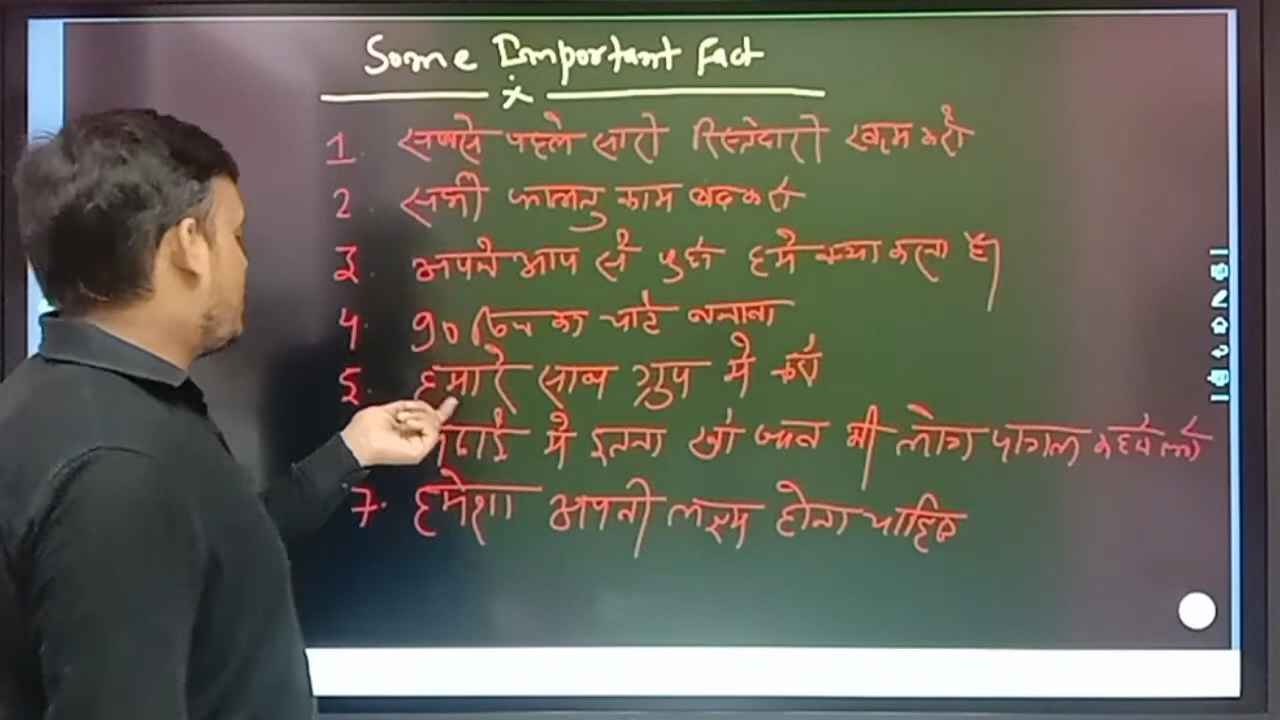 Some Important Fact
1. सबसे पहले सारी रिस्तेदारी खत्म करो
2. सभी फालतु काम बंद करो
3. अपने आप से पुछो हमे क्या करना है।
4. 90 दिन का चार्ट बनाना
5. हमारे साथ ग्रुप में
में इतना खो जाना की लोग पागल कहने लगे
7. हमेशा अपनी लक्ष्य होना चाहिए